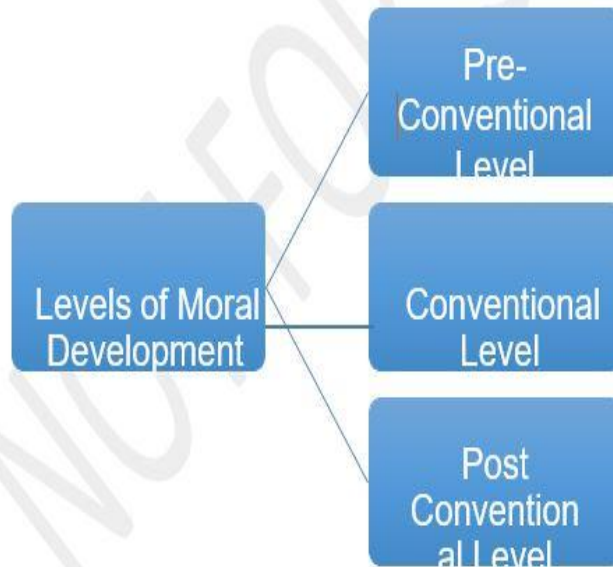 Pre-
Conventional
Level
Levels of Moral
Development
Conventional
Level
Post
Convention
al Level